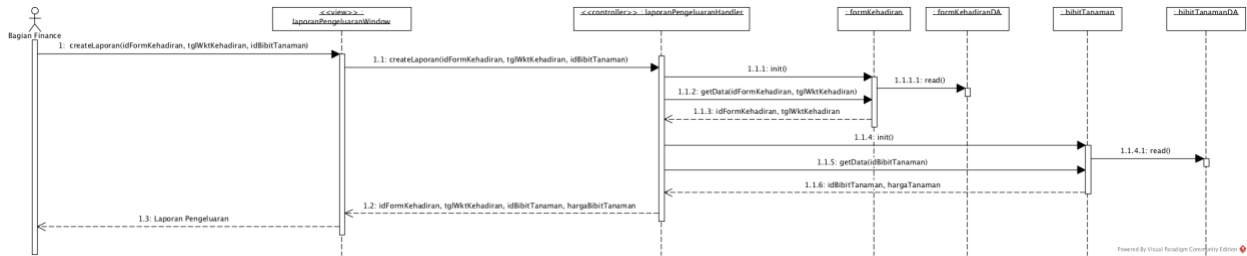 <<view>> :
laporanPengeluaranWindow
<<controller>> : laporanPengeluaranHandler
: formKehadiran
: formKehadiranDA
: bibitTanaman
: bibitTanamanDA
Bagian Finance
1: createLaporan(idFormKehadiran, tglWktKehadiran, idBibitTanaman)
1.1: createLaporan(idFormKehadiran, tglWktKehadiran, idBibitTanaman)
1.1.1: init()
1.1.1.1: read()
1.1.2: getData(idFormKehadiran, tglWktKehadiran)
1.1.3: idFormKehadiran, tglWktKehadiran
1.1.4: init()
1.1.4.1: read()
1.1.5: getData(idBibitTanaman)
1.1.6: idBibitTanaman, hargaTanaman
1.2: idFormKehadiran, tglWktKehadiran, idBibitTanaman, hargaBibitTanaman
1.3: Laporan Pengeluaran
Powered By Visual Paradigm Community Edition